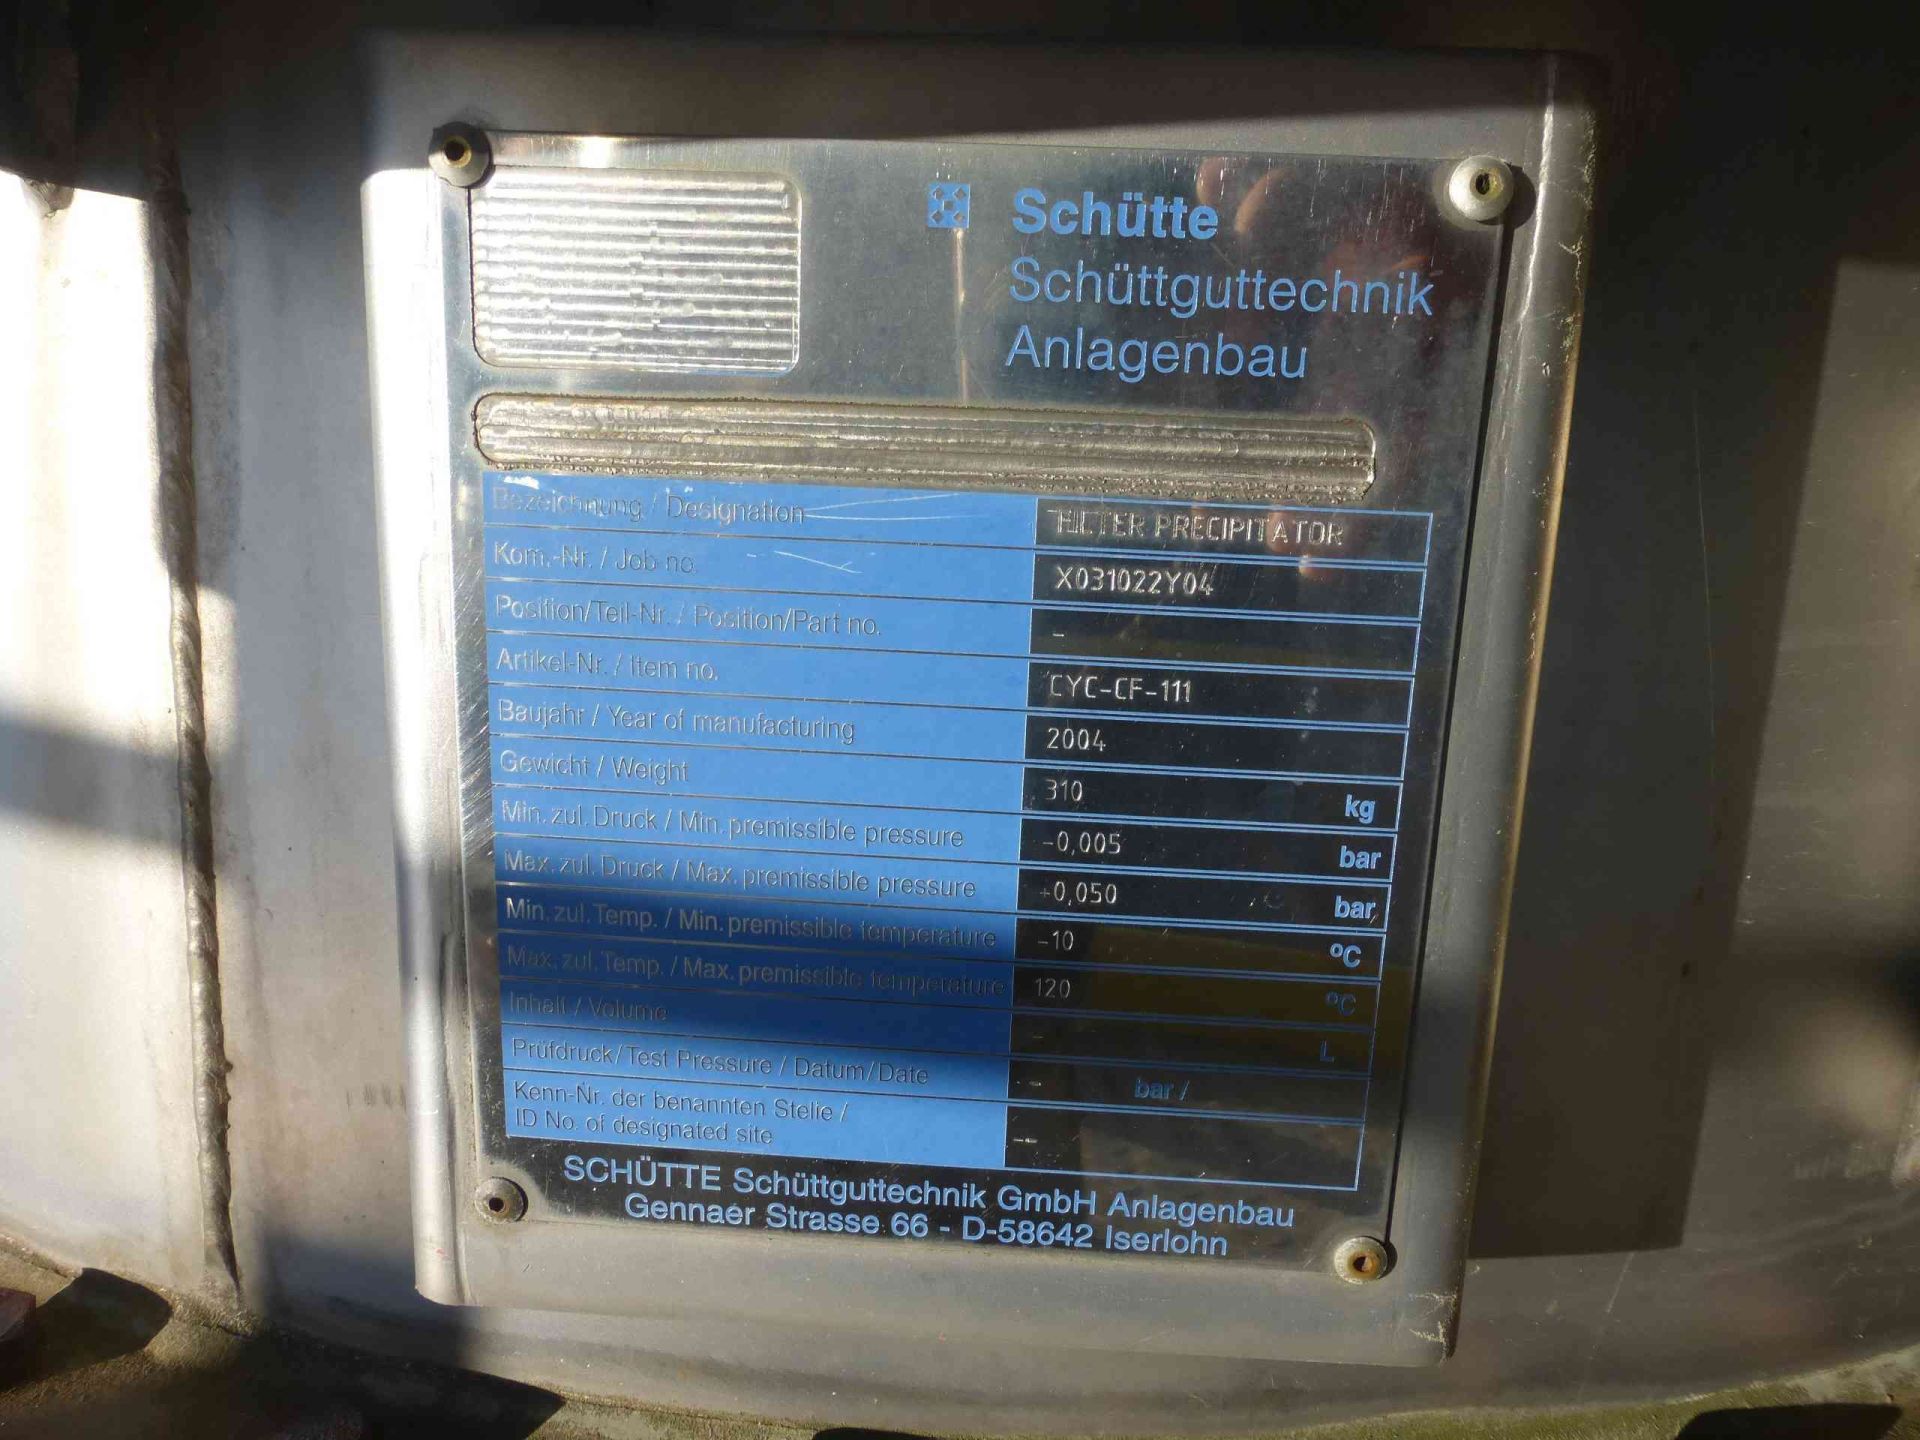 Schütte
Schüttguttechnik
Anlagenbau
Bezeichnung / Designation FILTER PRECIPITATOR
Kom.-Nr. / Job no. X031022Y04
Position/Teil-Nr. / Position/Part no. -
Artikel-Nr. / Item no. CYC-CF-111
Baujahr / Year of manufacturing 2004
Gewicht / Weight 310 kg
Min. zul. Druck / Min. premissible pressure -0,005 bar
Max. zul. Druck / Max. premissible pressure +0,050 bar
Min. zul. Temp. / Min. premissible temperature -10 °C
Max. zul. Temp. / Max. premissible temperature 120 °C
Inhalt / Volume - L
Prüfdruck/Test Pressure / Datum/Date -- bar /
Kenn-Nr. der benannten Stelle /
ID No. of designated site --
SCHÜTTE Schüttguttechnik GmbH Anlagenbau
Gennaer Strasse 66 - D-58642 Iserlohn